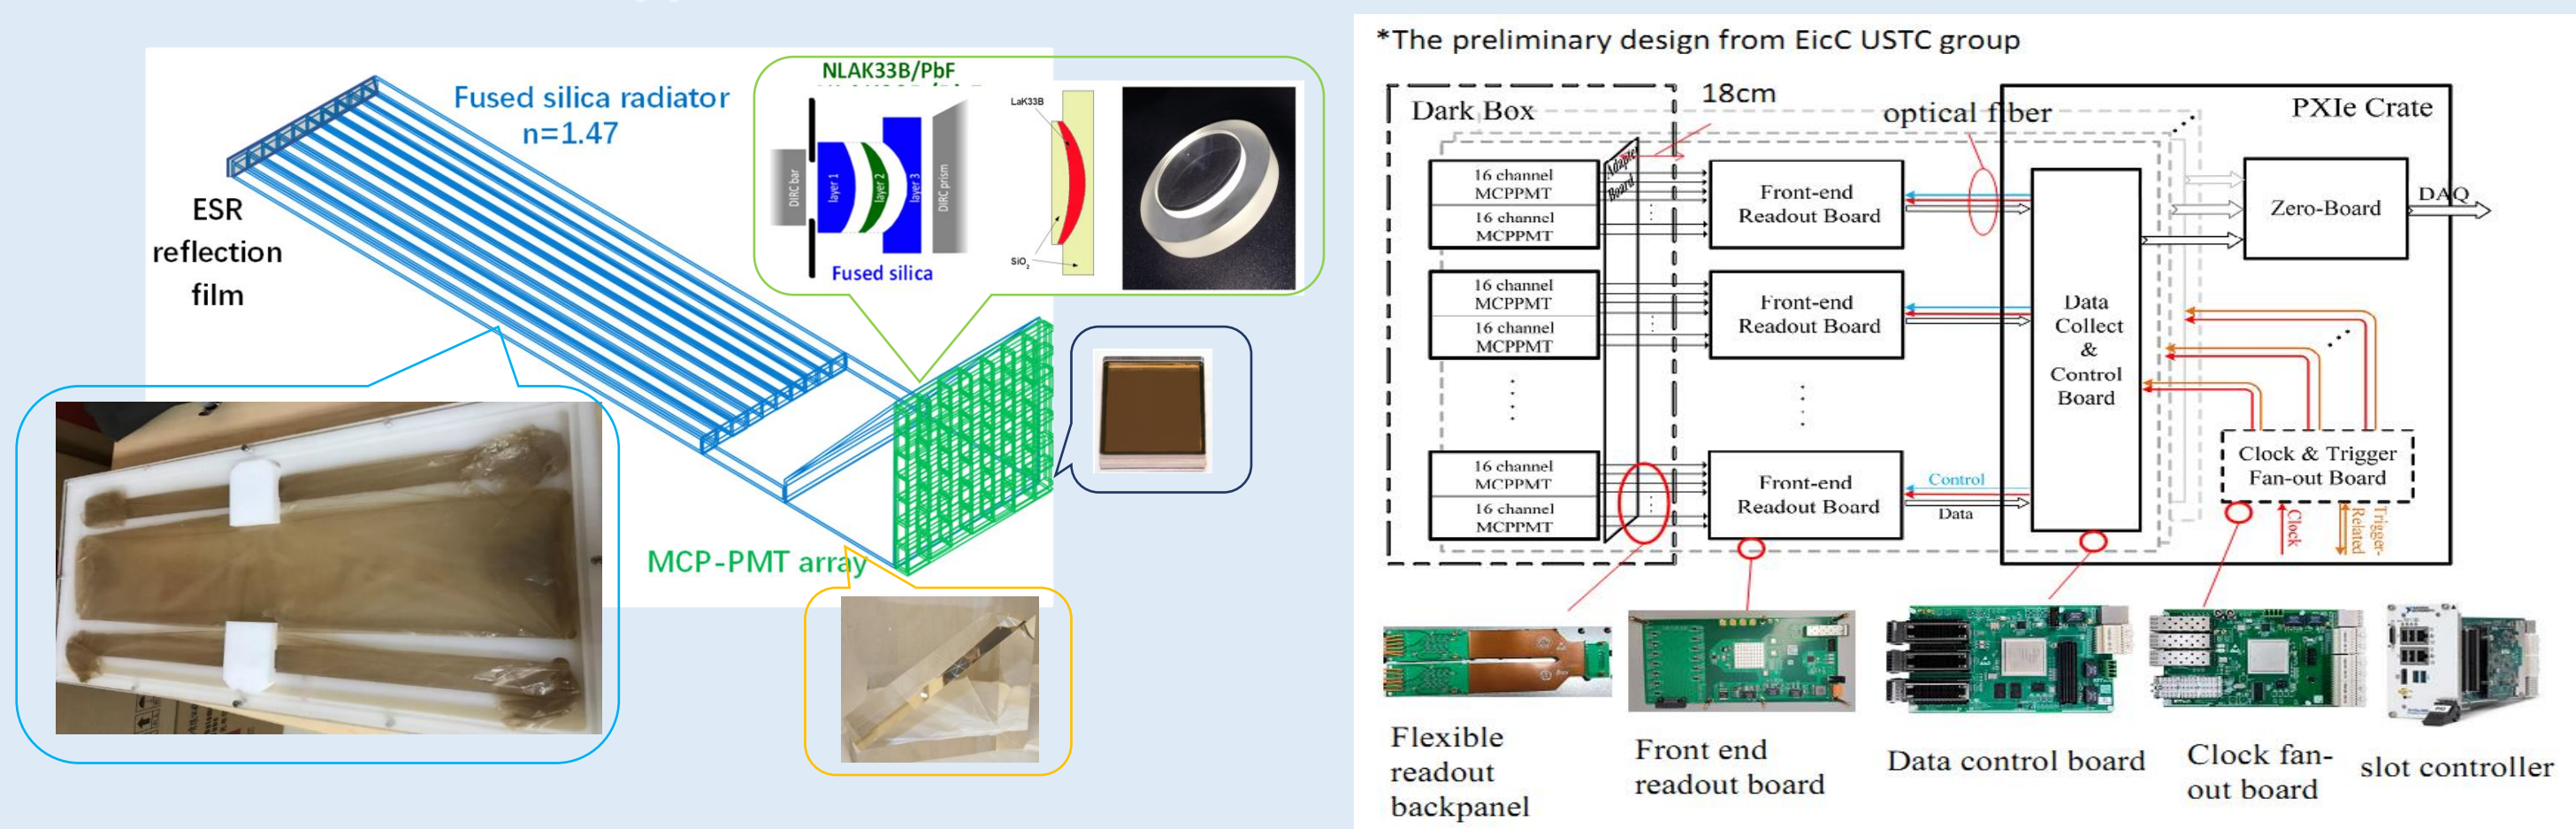 Fused silica radiator
n=1.47
ESR
reflection
film
NLAK33B/PbF
DIRC bar
layer 1
layer 2
layer 3
DIRC prism
Fused silica
LaK33B
SiO2
MCP-PMT array
*The preliminary design from EicC USTC group
Dark Box
18cm
optical fiber
PXIe Crate
Adapter
Board
16 channel
MCPPMT
16 channel
MCPPMT
Front-end
Readout Board
Zero-Board
DAQ
16 channel
MCPPMT
16 channel
MCPPMT
Front-end
Readout Board
Data
Collect
&
Control
Board
16 channel
MCPPMT
16 channel
MCPPMT
Front-end
Readout Board
Control
Data
Clock & Trigger
Fan-out Board
Clock
Trigger-
Related
Flexible
readout
backpanel
Front end
readout board
Data control board
Clock fan-
out board
slot controller